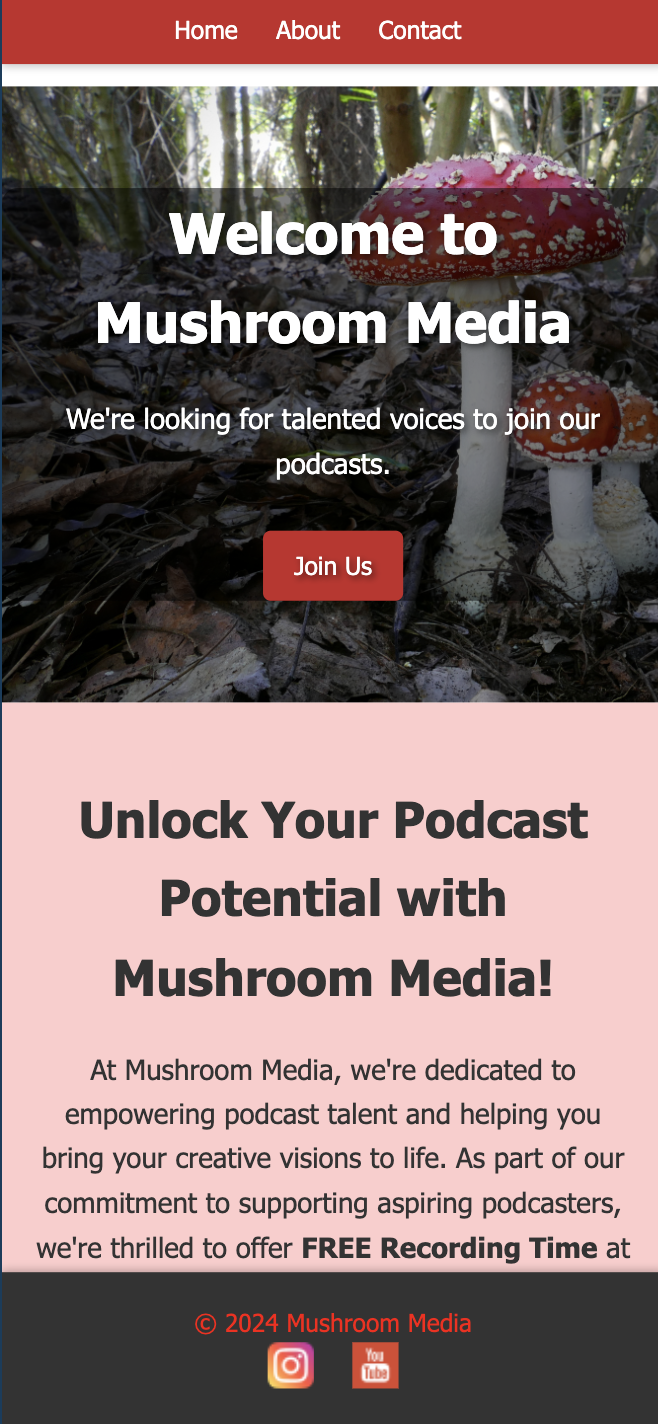 Home About Contact
Welcome to
Mushroom Media
We're looking for talented voices to join our
podcasts.
Join Us
Unlock Your Podcast
Potential with
Mushroom Media!
At Mushroom Media, we're dedicated to
empowering podcast talent and helping you
bring your creative visions to life. As part of our
commitment to supporting aspiring podcasters,
we're thrilled to offer FREE Recording Time at
© 2024 Mushroom Media
You
Tube